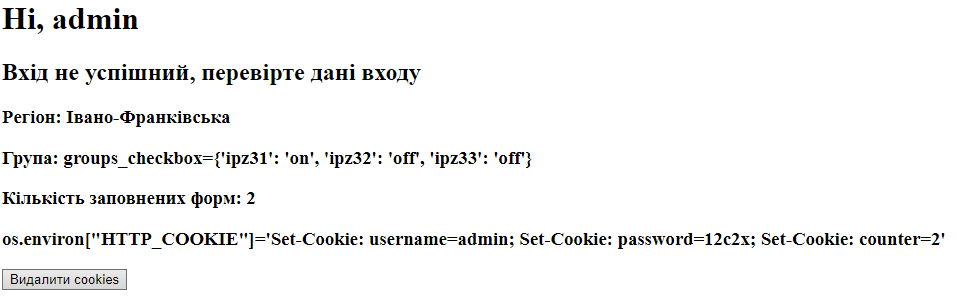 Hi, admin
Вхід не успішний, перевірте дані входу
Регіон: Івано-Франківська
Група: groups_checkbox={'ipz31': 'on', 'ipz32': 'off', 'ipz33': 'off'}
Кількість заповнених форм: 2
os.environ["HTTP_COOKIE"]='Set-Cookie: username=admin; Set-Cookie: password=12c2x; Set-Cookie: counter=2'
Видалити cookies